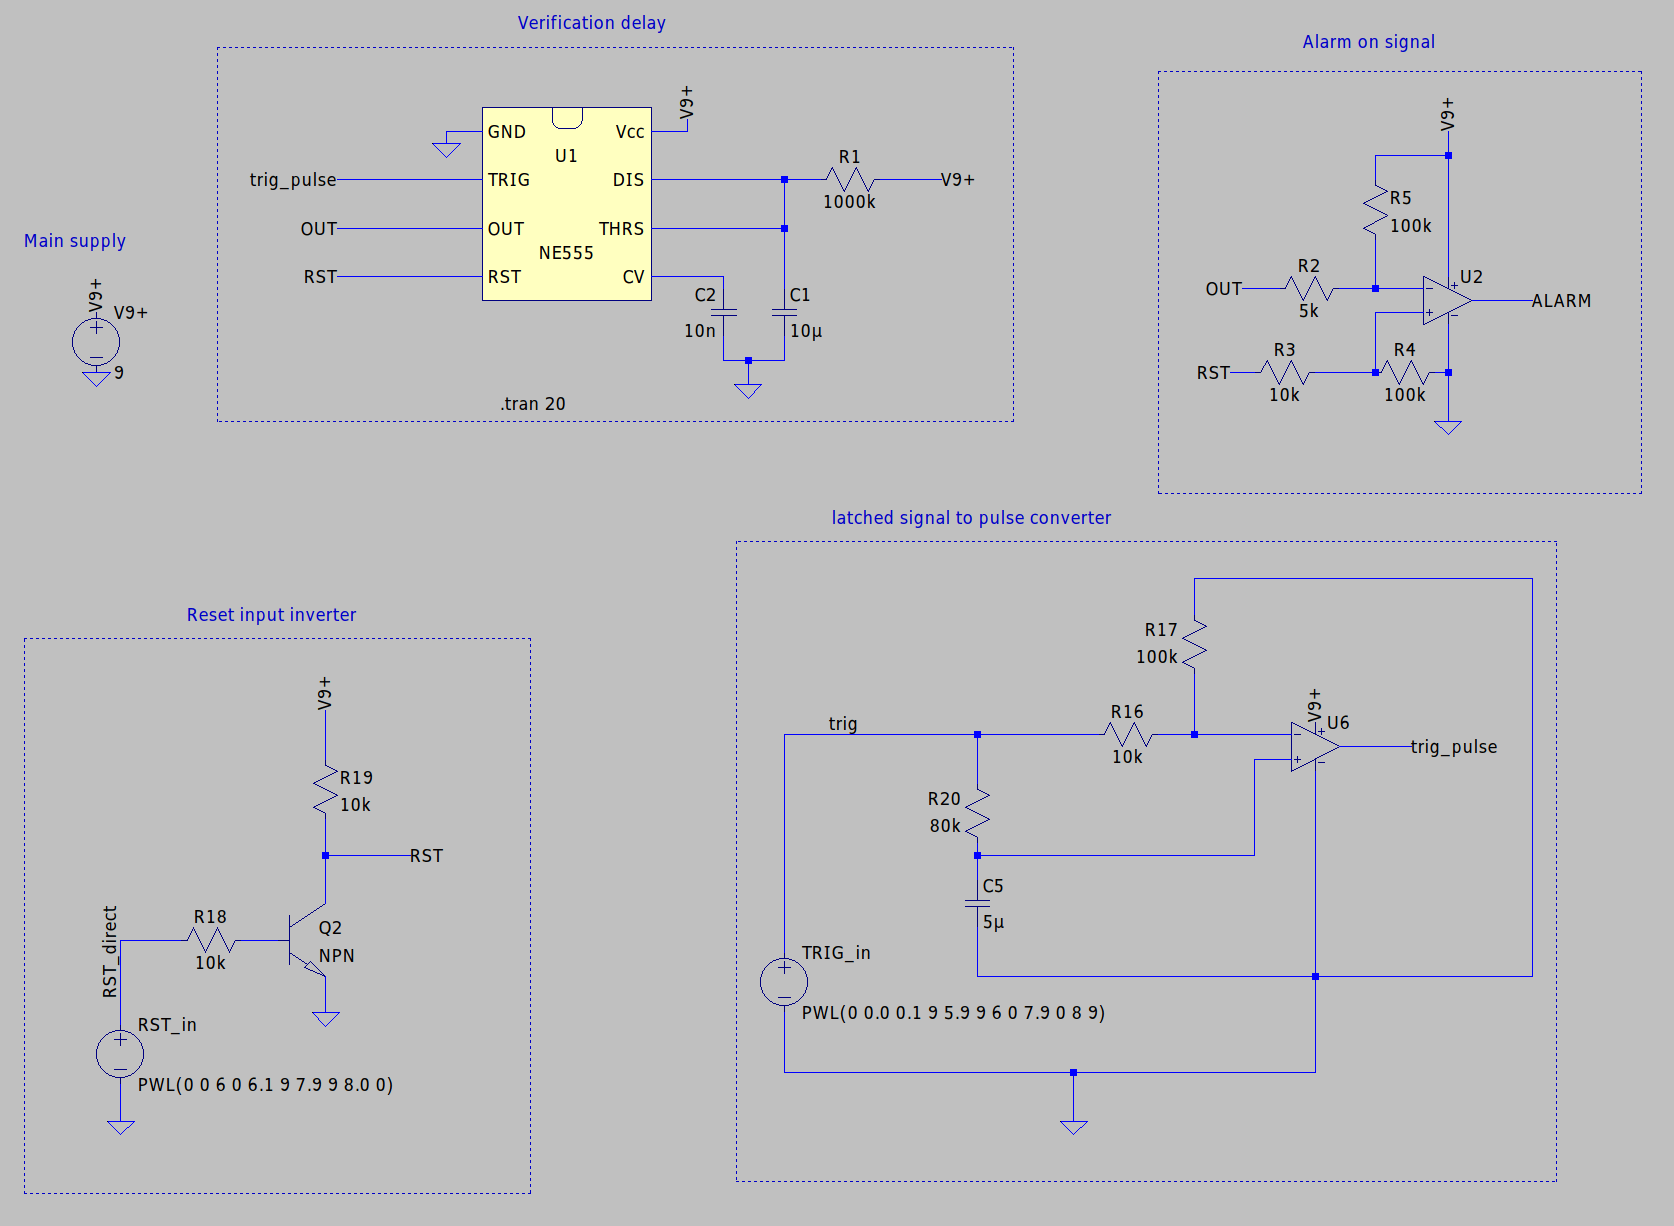 Verification delay
V9+
GND
Vcc
U1
trig_pulse
TRIG
DIS
R1
1000k
V9+
OUT
OUT
THRS
NE555
RST
RST
CV
C2
10n
C1
10µ
.tran 20
Main supply
V9+
V9+
9
Alarm on signal
V9+
R5
100k
OUT
R2
5k
U2
ALARM
RST
R3
10k
R4
100k
latched signal to pulse converter
R17
100k
trig
R16
10k
V9+
U6
trig_pulse
R20
80k
C5
5µ
TRIG_in
PWL(0 0.0 0.1 9 5.9 9 6 0 7.9 0 8 9)
Reset input inverter
V9+
R19
10k
RST
RST_direct
R18
10k
Q2
NPN
RST_in
PWL(0 0 6 0 6.1 9 7.9 9 8.0 0)